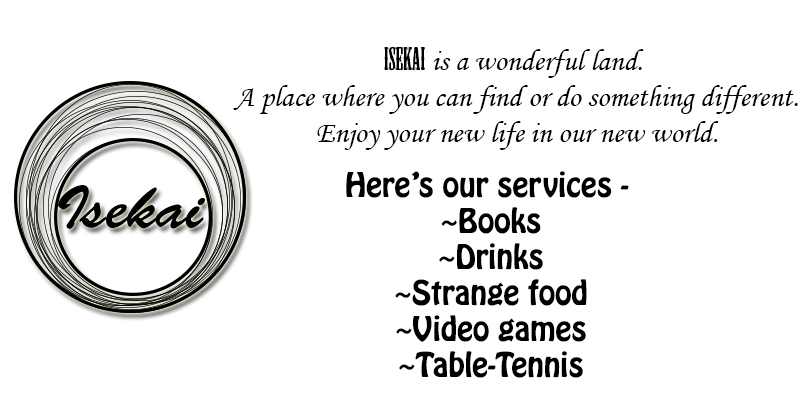 Isekai
ISEKAI is a wonderful land.
A place where you can find or do something different.
Enjoy your new life in our new world.
Here's our services -
~Books
~Drinks
~Strange food
~Video games
~Table-Tennis